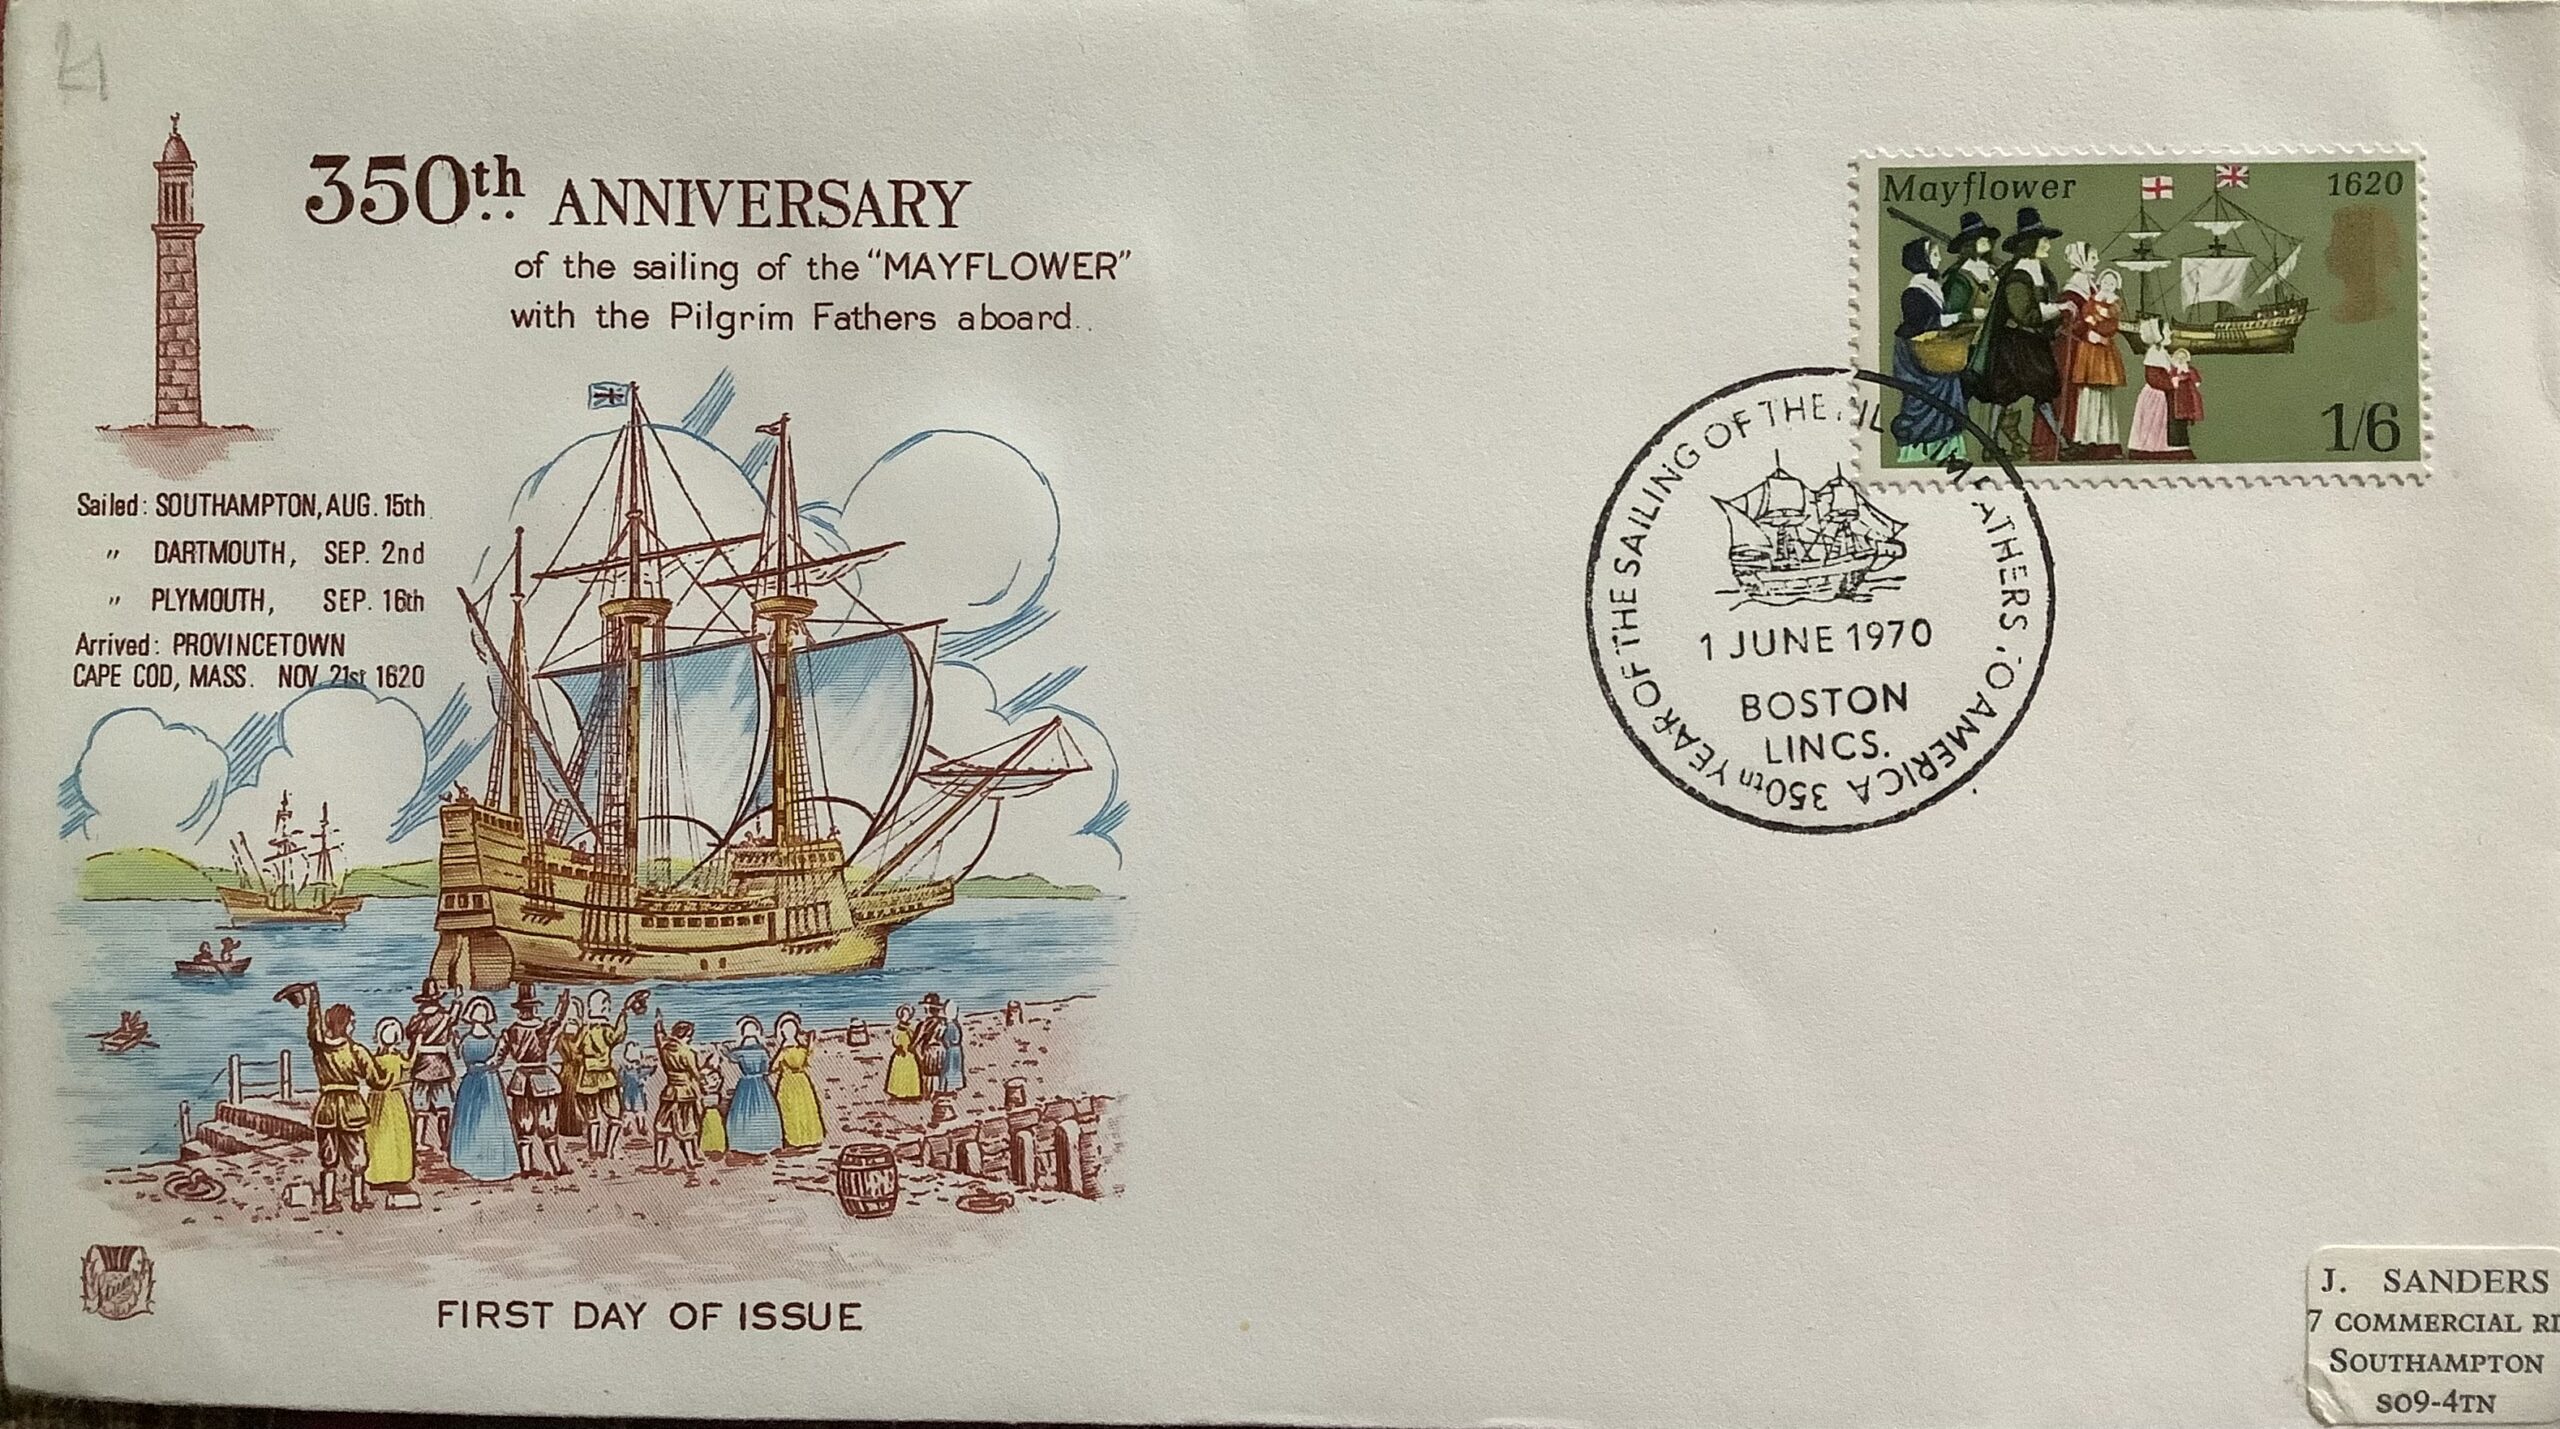 350th ANNIVERSARY
of the sailing of the "MAYFLOWER"
with the Pilgrim Fathers aboard..
Sailed: SOUTHAMPTON, AUG. 15th
" DARTMOUTH, SEP. 2nd
" PLYMOUTH, SEP. 16th
Arrived: PROVINCETOWN
CAPE COD, MASS. NOV. 21st 1620
FIRST DAY OF ISSUE
Mayflower
1620
1/6
350th YEAR OF THE SAILING OF THE PILGRIM FATHERS TO AMERICA
1 JUNE 1970
BOSTON
LINCS.
J. SANDERS
7 COMMERCIAL RD
SOUTHAMPTON
SO9-4TN